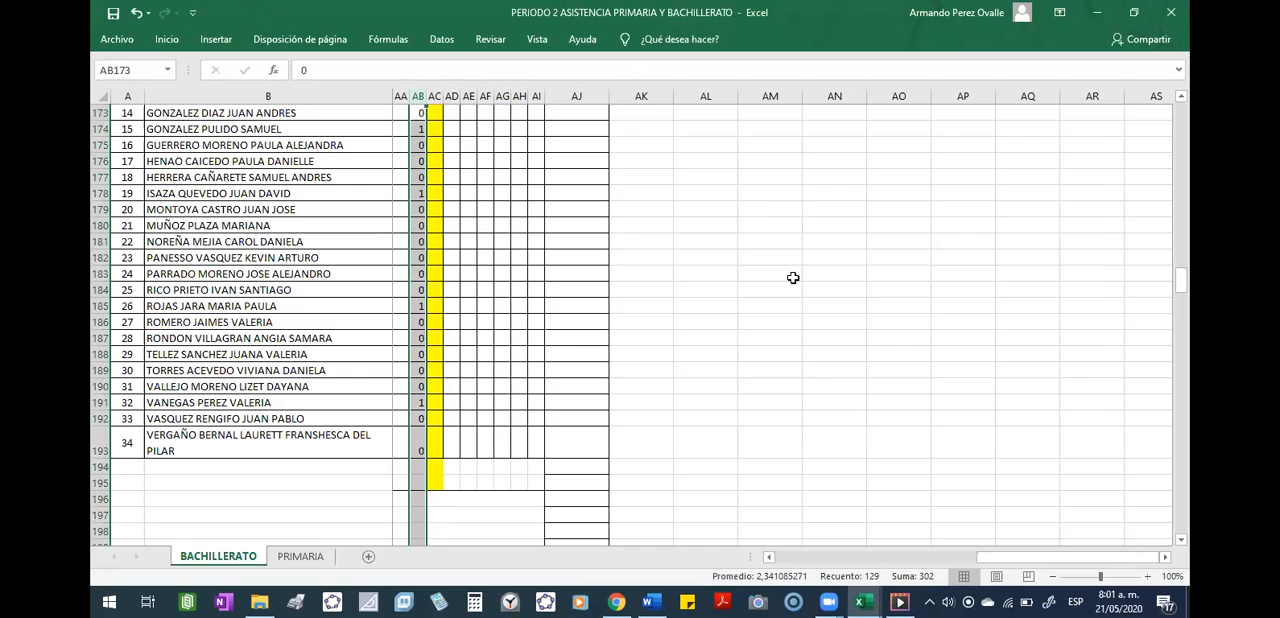 PERIODO 2 ASISTENCIA PRIMARIA Y BACHILLERATO - Excel
Armando Perez Ovalle
Archivo Inicio Insertar Disposición de página Fórmulas Datos Revisar Vista Ayuda ¿Qué desea hacer? Compartir
AB173 fx 0
A B AA AB AC AD AE AF AG AH AI AJ AK AL AM AN AO AP AQ AR AS
173 14 GONZALEZ DIAZ JUAN ANDRES 0
174 15 GONZALEZ PULIDO SAMUEL 1
175 16 GUERRERO MORENO PAULA ALEJANDRA 0
176 17 HENAO CAICEDO PAULA DANIELLE 0
177 18 HERRERA CAÑARETE SAMUEL ANDRES 0
178 19 ISAZA QUEVEDO JUAN DAVID 1
179 20 MONTOYA CASTRO JUAN JOSE 0
180 21 MUÑOZ PLAZA MARIANA 0
181 22 NOREÑA MEJIA CAROL DANIELA 0
182 23 PANESSO VASQUEZ KEVIN ARTURO 0
183 24 PARRADO MORENO JOSE ALEJANDRO 0
184 25 RICO PRIETO IVAN SANTIAGO 0
185 26 ROJAS JARA MARIA PAULA 1
186 27 ROMERO JAIMES VALERIA 0
187 28 RONDON VILLAGRAN ANGIA SAMARA 0
188 29 TELLEZ SANCHEZ JUANA VALERIA 0
189 30 TORRES ACEVEDO VIVIANA DANIELA 0
190 31 VALLEJO MORENO LIZET DAYANA 0
191 32 VANEGAS PEREZ VALERIA 1
192 33 VASQUEZ RENGIFO JUAN PABLO 0
34 VERGAÑO BERNAL LAURETT FRANSHESCA DEL
193 PILAR 0
194
195
196
197
198
BACHILLERATO PRIMARIA
Promedio: 2,341085271 Recuento: 129 Suma: 302 100%
ESP
8:01 a. m.
21/05/2020
17